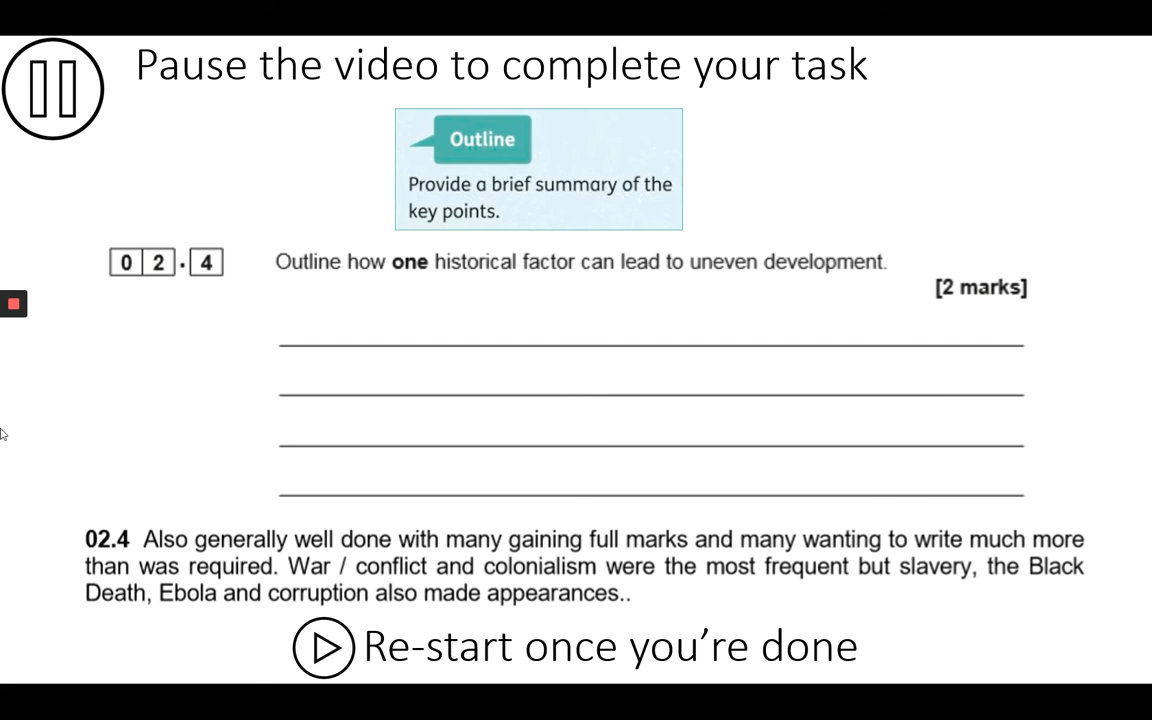 Pause the video to complete your task
Outline
Provide a brief summary of the
key points.
0 2 . 4 Outline how one historical factor can lead to uneven development.
[2 marks]
02.4 Also generally well done with many gaining full marks and many wanting to write much more
than was required. War / conflict and colonialism were the most frequent but slavery, the Black
Death, Ebola and corruption also made appearances..
Re-start once you’re done